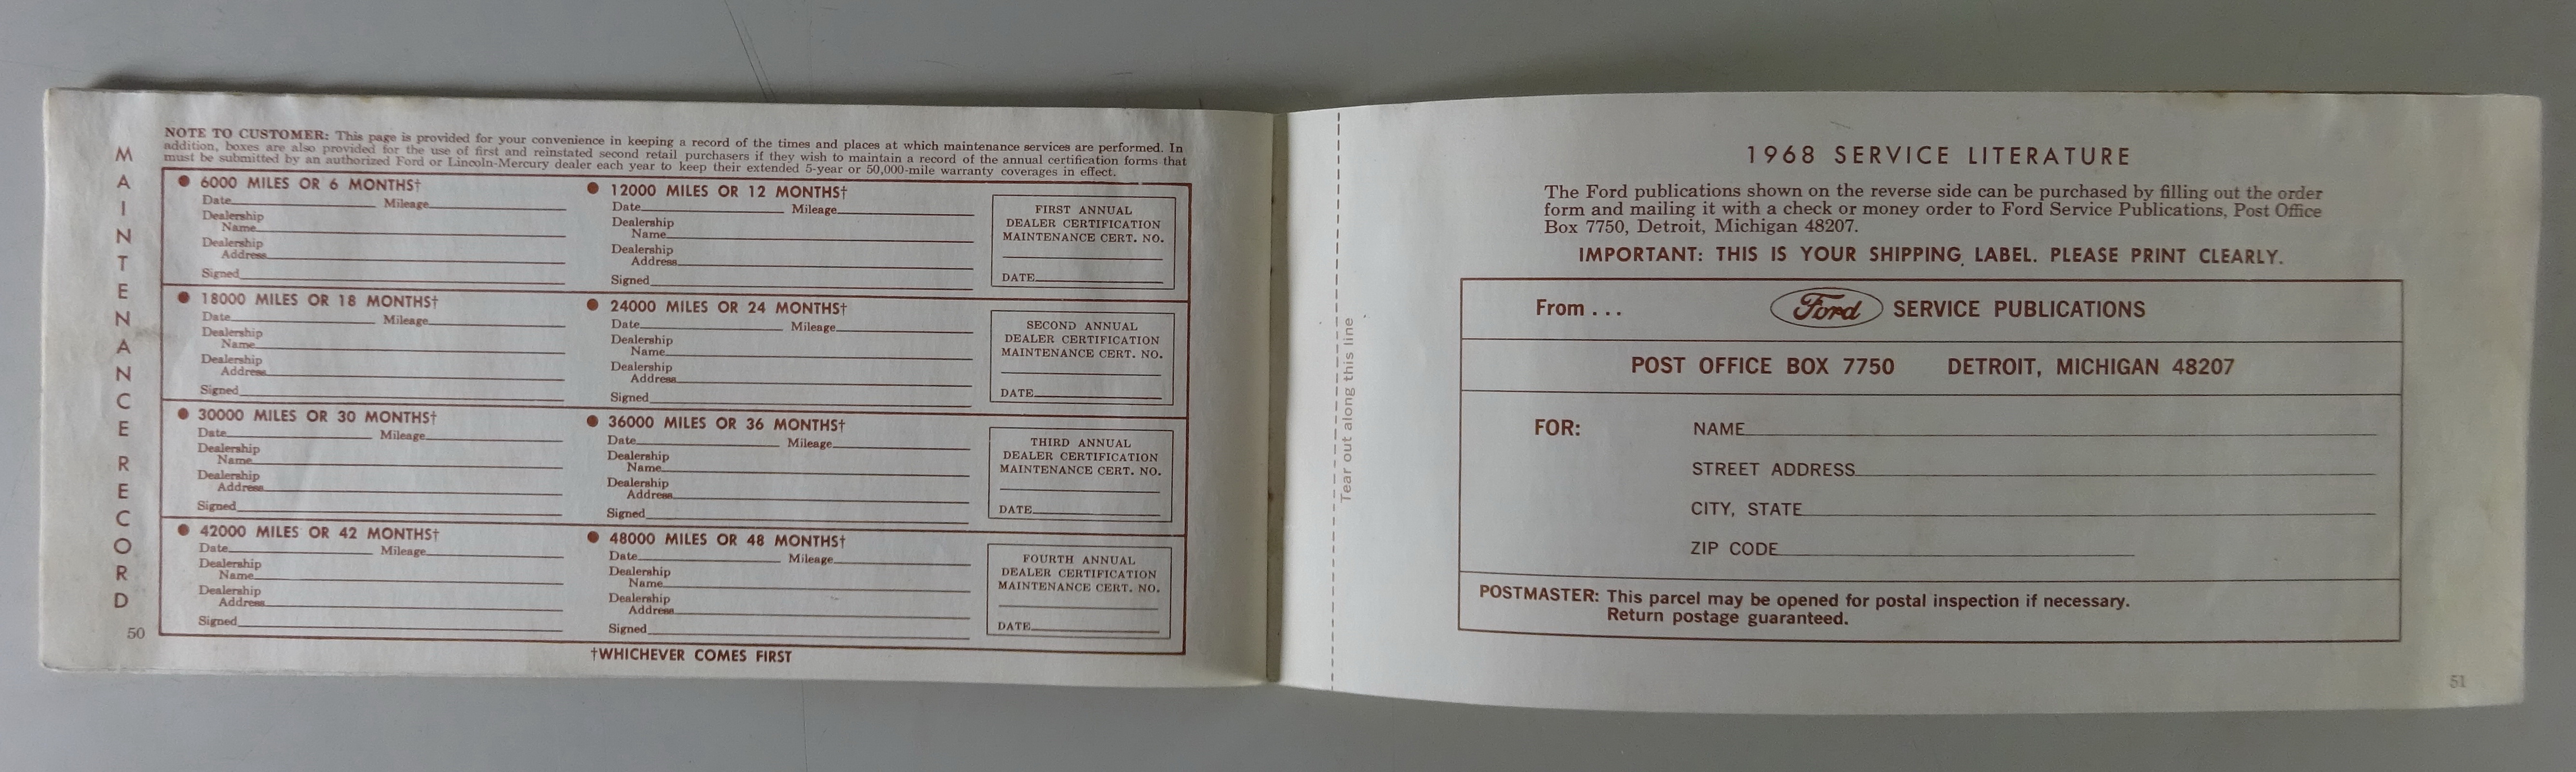 MAINTENANCE RECORD
NOTE TO CUSTOMER: This page is provided for your convenience in keeping a record of the times and places at which maintenance services are performed. In
addition, boxes are also provided for the use of first and reinstated second retail purchasers if they wish to maintain a record of the annual certification forms that
must be submitted by an authorized Ford or Lincoln-Mercury dealer each year to keep their extended 5-year or 50,000-mile warranty coverages in effect.
● 6000 MILES OR 6 MONTHS†
Date Mileage
Dealership
Name
Dealership
Address
Signed
● 12000 MILES OR 12 MONTHS†
Date Mileage
Dealership
Name
Dealership
Address
Signed
FIRST ANNUAL
DEALER CERTIFICATION
MAINTENANCE CERT. NO.
DATE
● 18000 MILES OR 18 MONTHS†
Date Mileage
Dealership
Name
Dealership
Address
Signed
● 24000 MILES OR 24 MONTHS†
Date Mileage
Dealership
Name
Dealership
Address
Signed
SECOND ANNUAL
DEALER CERTIFICATION
MAINTENANCE CERT. NO.
DATE
● 30000 MILES OR 30 MONTHS†
Date Mileage
Dealership
Name
Dealership
Address
Signed
● 36000 MILES OR 36 MONTHS†
Date Mileage
Dealership
Name
Dealership
Address
Signed
THIRD ANNUAL
DEALER CERTIFICATION
MAINTENANCE CERT. NO.
DATE
● 42000 MILES OR 42 MONTHS†
Date Mileage
Dealership
Name
Dealership
Address
Signed
● 48000 MILES OR 48 MONTHS†
Date Mileage
Dealership
Name
Dealership
Address
Signed
FOURTH ANNUAL
DEALER CERTIFICATION
MAINTENANCE CERT. NO.
DATE
50
†WHICHEVER COMES FIRST
Tear out along this line
1968 SERVICE LITERATURE
The Ford publications shown on the reverse side can be purchased by filling out the order
form and mailing it with a check or money order to Ford Service Publications, Post Office
Box 7750, Detroit, Michigan 48207.
IMPORTANT: THIS IS YOUR SHIPPING LABEL. PLEASE PRINT CLEARLY.
From . . . Ford SERVICE PUBLICATIONS
POST OFFICE BOX 7750 DETROIT, MICHIGAN 48207
FOR: NAME
STREET ADDRESS
CITY, STATE
ZIP CODE
POSTMASTER: This parcel may be opened for postal inspection if necessary.
Return postage guaranteed.
51